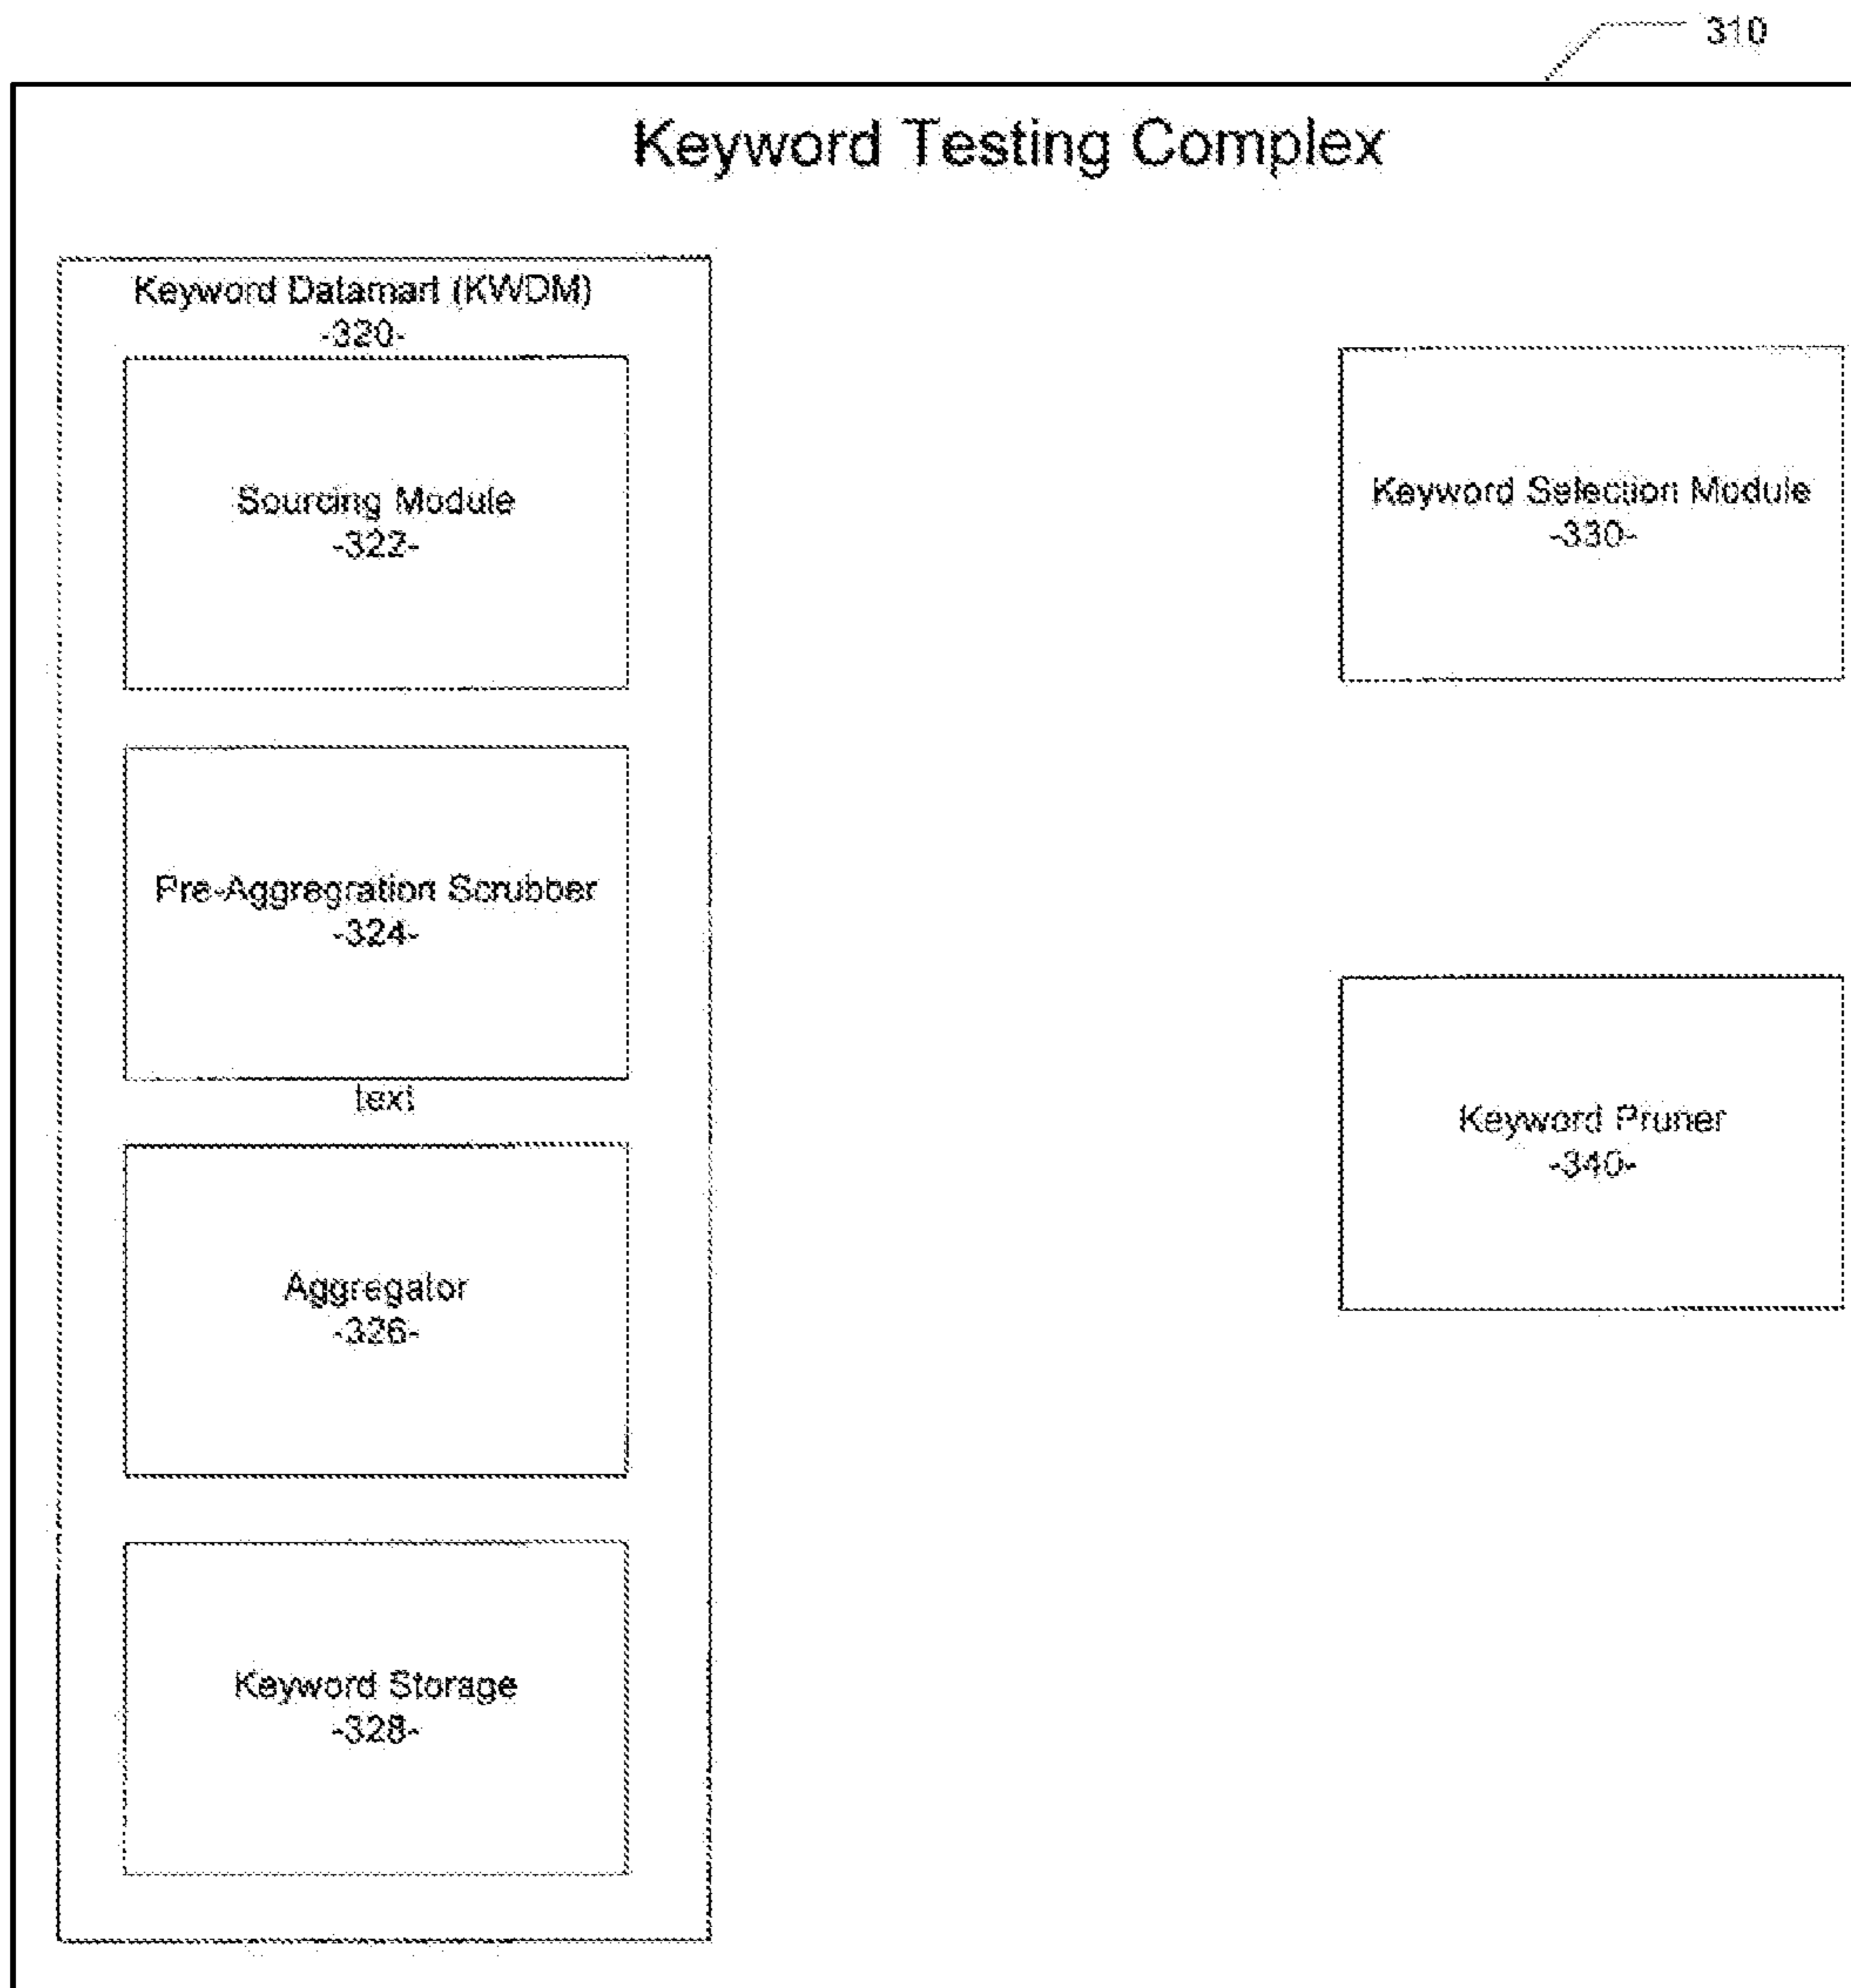 310
Keyword Testing Complex
Keyword Datamart (KWDM)
-320-
Sourcing Module
-322-
Pre-Aggregration Scrubber
-324-
text
Aggregator
-326-
Keyword Storage
-328-
Keyword Selection Module
-330-
Keyword Pruner
-340-